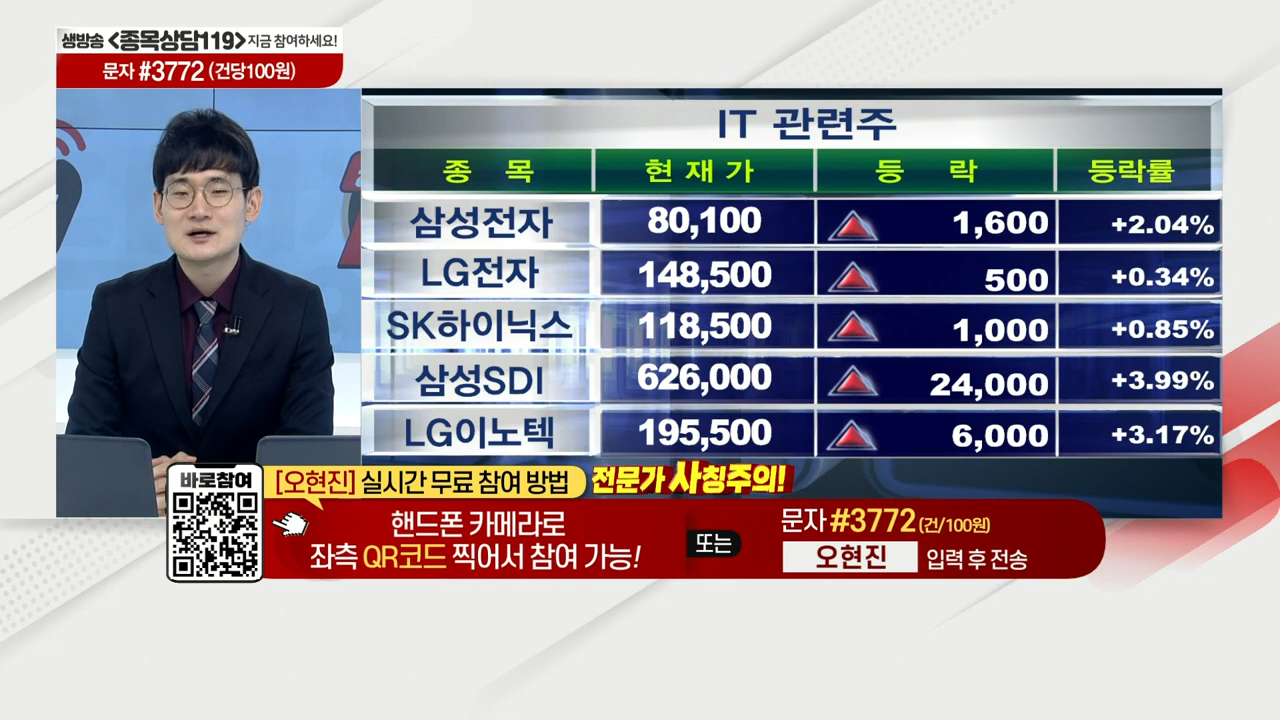 생방송 <종목상담119> 지금 참여하세요!
문자 #3772 (건당100원)
IT 관련주
종 목 현 재 가 등 락 등락률
삼성전자 80,100 1,600 +2.04%
LG전자 148,500 500 +0.34%
SK하이닉스 118,500 1,000 +0.85%
삼성SDI 626,000 24,000 +3.99%
LG이노텍 195,500 6,000 +3.17%
바로참여
[오현진] 실시간 무료 참여 방법 전문가 사칭주의!
핸드폰 카메라로
좌측 QR코드 찍어서 참여 가능!
또는
문자 #3772 (건/100원)
오현진 입력 후 전송